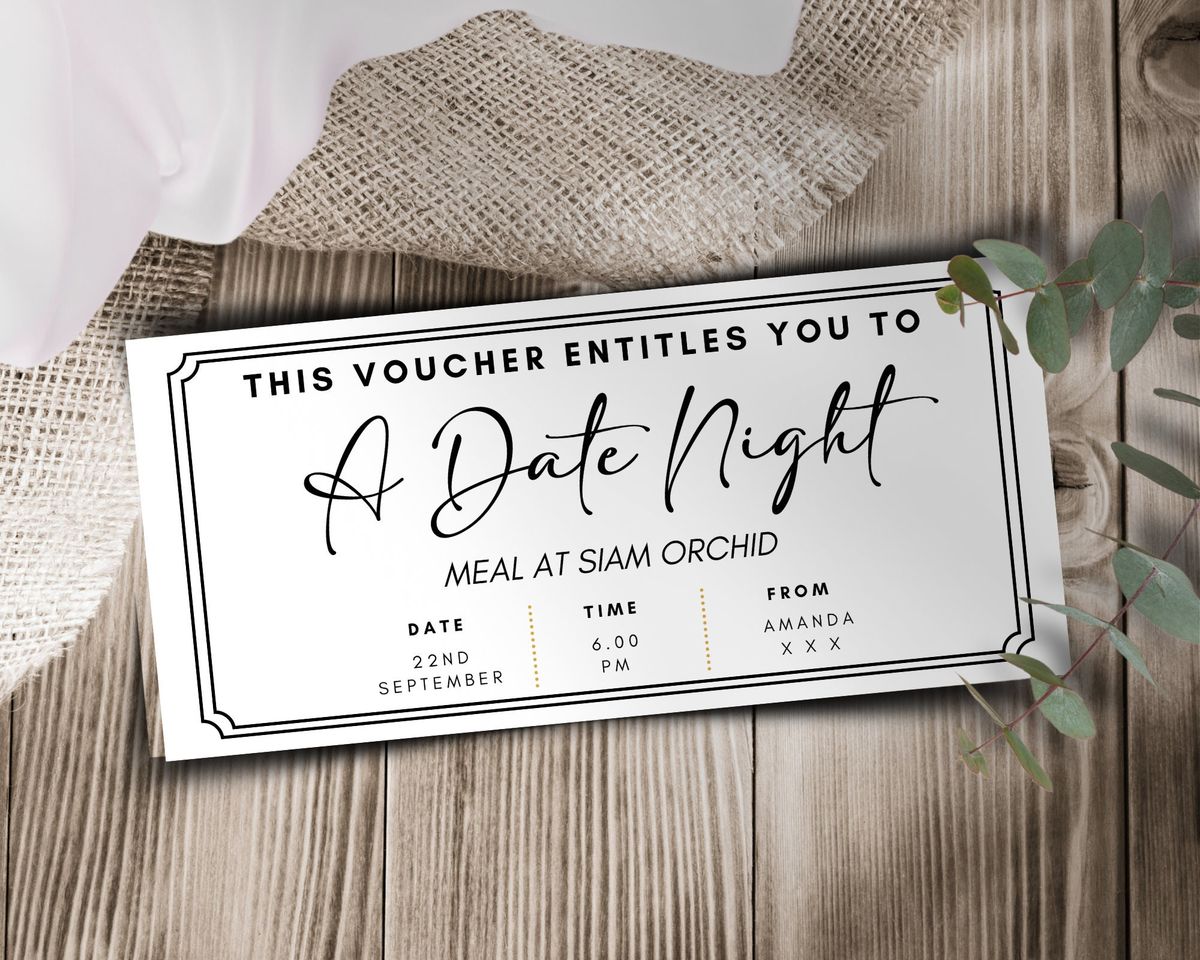 THIS VOUCHER ENTITLES YOU TO
A Date Night
MEAL AT SIAM ORCHID
DATE
22ND
SEPTEMBER
TIME
6.00
PM
FROM
AMANDA
X X X